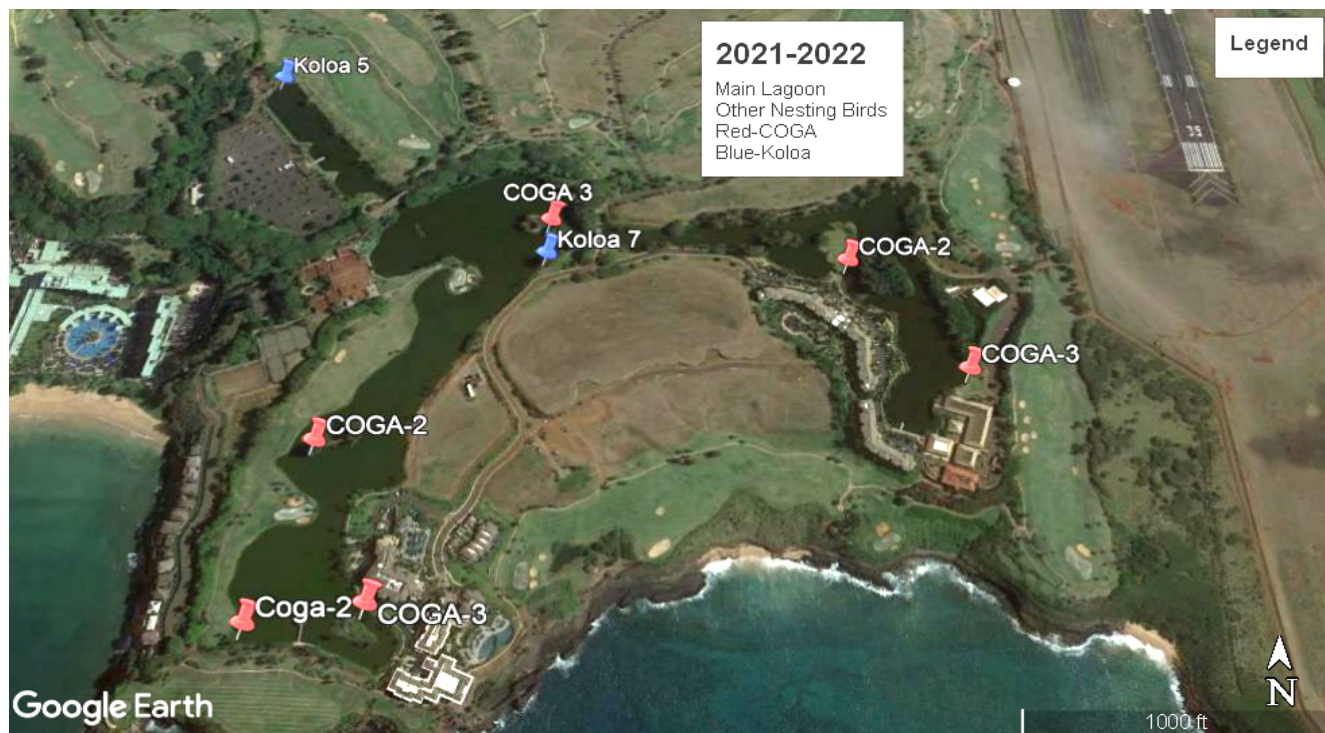 Koloa 5
2021-2022
Main Lagoon
Other Nesting Birds
Red-COGA
Blue-Koloa
Legend
35
COGA 3
Koloa 7
COGA-2
COGA-3
COGA-2
Coga-2
COGA-3
Google Earth
N
1000 ft